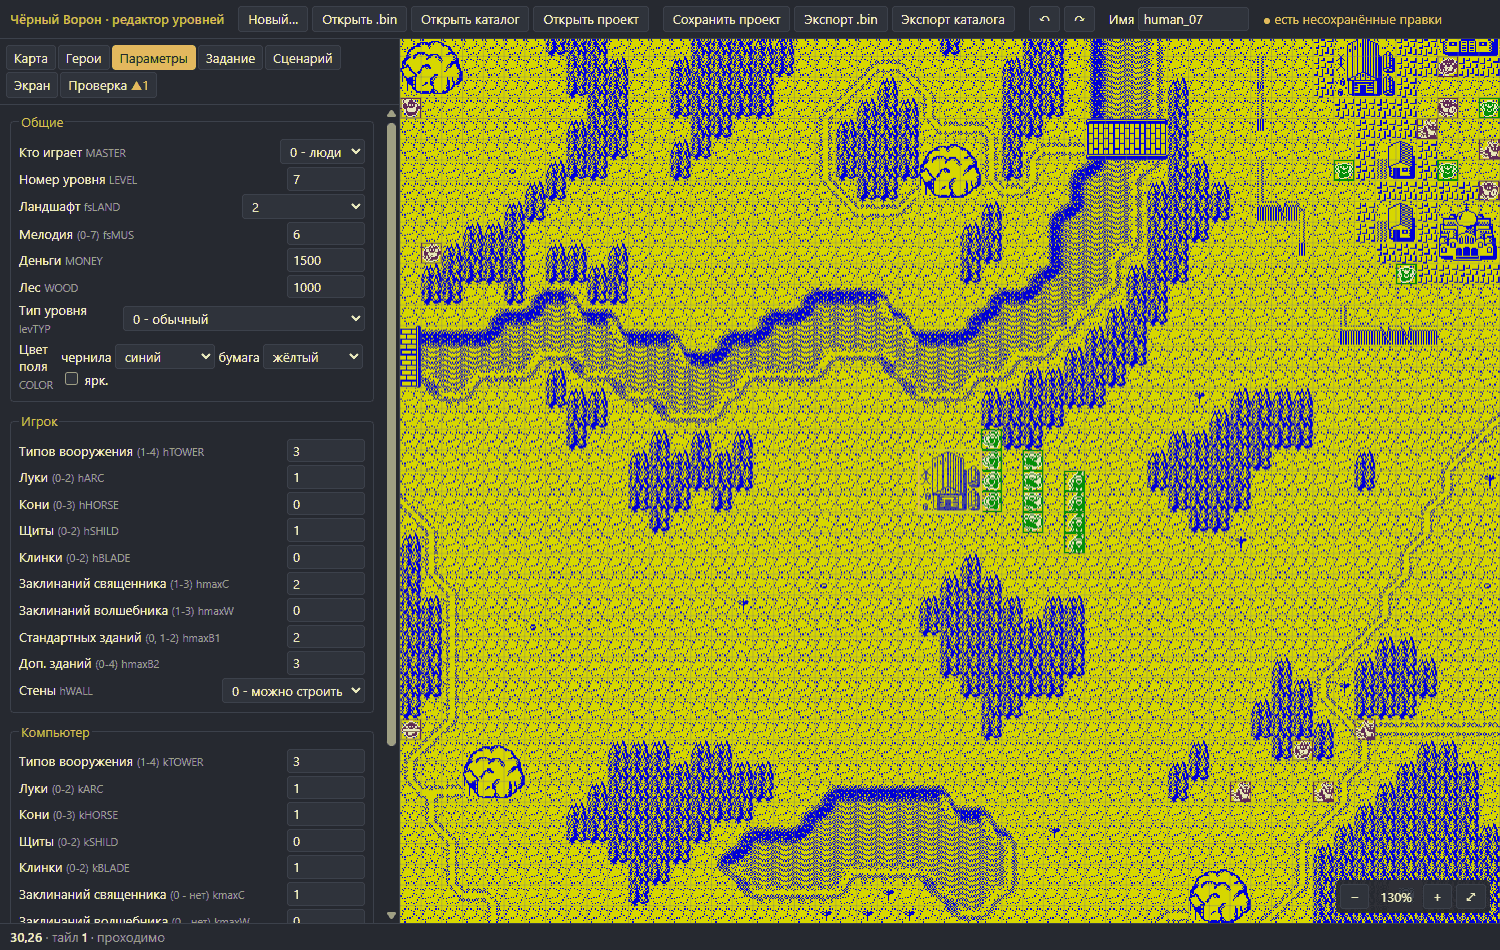 Чёрный Ворон · редактор уровней
Новый...
Открыть .bin
Открыть каталог
Открыть проект
Сохранить проект
Экспорт .bin
Экспорт каталога
Имя human_07
● есть несохранённые правки
Карта
Герои
Параметры
Задание
Сценарий
Экран
Проверка ▲1
Общие
Кто играет MASTER 0 - люди
Номер уровня LEVEL 7
Ландшафт fsLAND 2
Мелодия (0-7) fsMUS 6
Деньги MONEY 1500
Лес WOOD 1000
Тип уровня levTYP 0 - обычный
Цвет поля COLOR чернила синий бумага жёлтый
ярк.
Игрок
Типов вооружения (1-4) hTOWER 3
Луки (0-2) hARC 1
Кони (0-3) hHORSE 0
Щиты (0-2) hSHILD 1
Клинки (0-2) hBLADE 0
Заклинаний священника (1-3) hmaxC 2
Заклинаний волшебника (1-3) hmaxW 0
Стандартных зданий (0, 1-2) hmaxB1 2
Доп. зданий (0-4) hmaxB2 3
Стены hWALL 0 - можно строить
Компьютер
Типов вооружения (1-4) kTOWER 3
Луки (0-2) kARC 1
Кони (0-3) kHORSE 1
Щиты (0-2) kSHILD 0
Клинки (0-2) kBLADE 1
Заклинаний священника (0 - нет) kmaxC 1
Заклинаний волшебника (0 - нет) kmaxW 0
− 130% +
30,26 · тайл 1 · проходимо